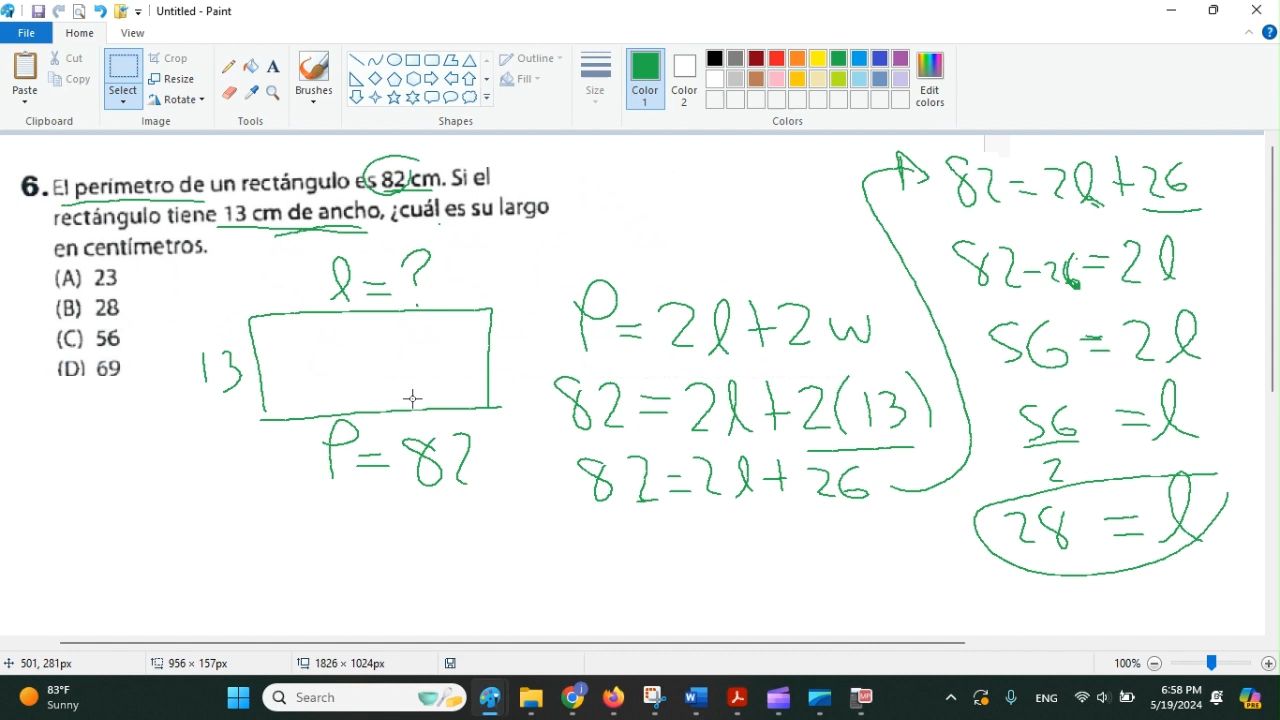 Untitled - Paint
File Home View
Paste
Cut
Copy
Clipboard
Select
Crop
Resize
Rotate
Image
A
Tools
Brushes
Outline
Fill
Shapes
Size
Color 1
Color 2
Edit colors
Colors
6. El perímetro de un rectángulo es 82 cm. Si el
rectángulo tiene 13 cm de ancho, ¿cuál es su largo
en centímetros.
(A) 23
(B) 28
(C) 56
(D) 69
l = ?
13
P = 82
P = 2l + 2w
82 = 2l + 2(13)
82 = 2l + 26
82 = 2l + 26
82 - 26 = 2l
56 = 2l
56/2 = l
28 = l
501, 281px
956 × 157px
1826 × 1024px
100%
83°F
Sunny
Search
ENG
6:58 PM
5/19/2024
PRE